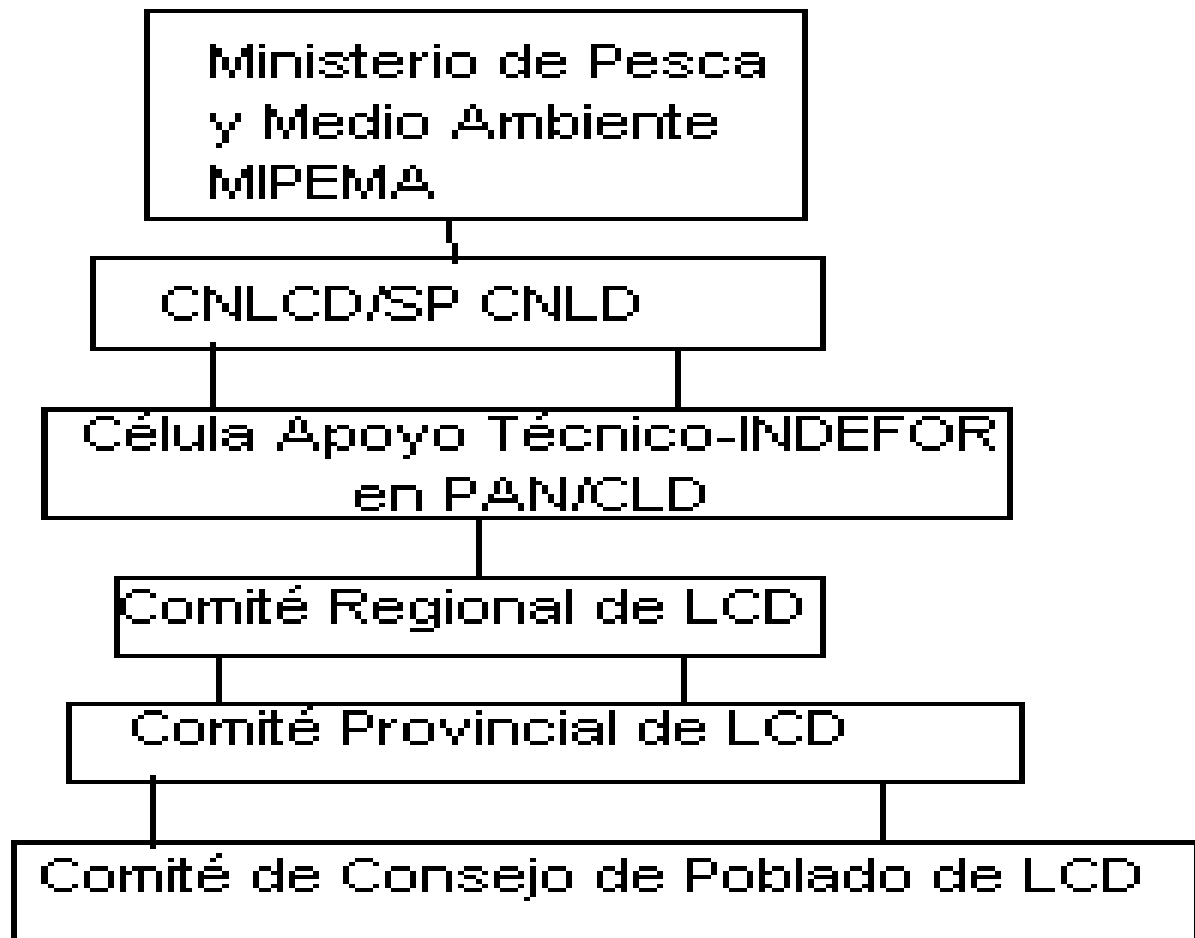 Ministerio de Pesca
y Medio Ambiente
MIPEMA
CNLCD/SP CNLD
Célula Apoyo Técnico-INDEFOR
en PAN/CLD
Comité Regional de LCD
Comité Provincial de LCD
Comité de Consejo de Poblado de LCD